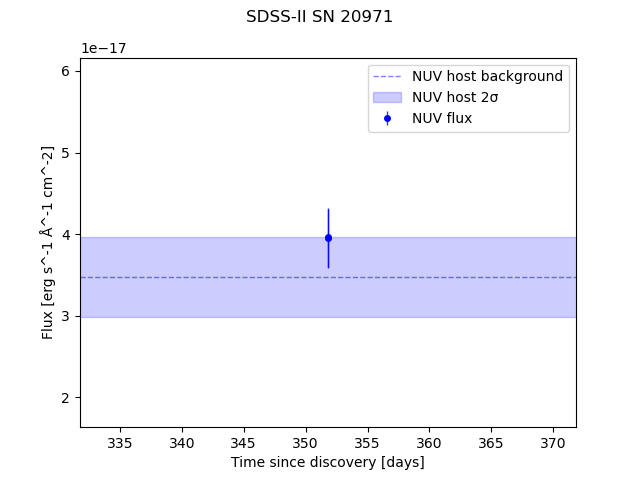 SDSS-II SN 20971
1e−17
NUV host background
NUV host 2σ
NUV flux
6
5
4
3
2
Flux [erg s^-1 Å^-1 cm^-2]
335 340 345 350 355 360 365 370
Time since discovery [days]